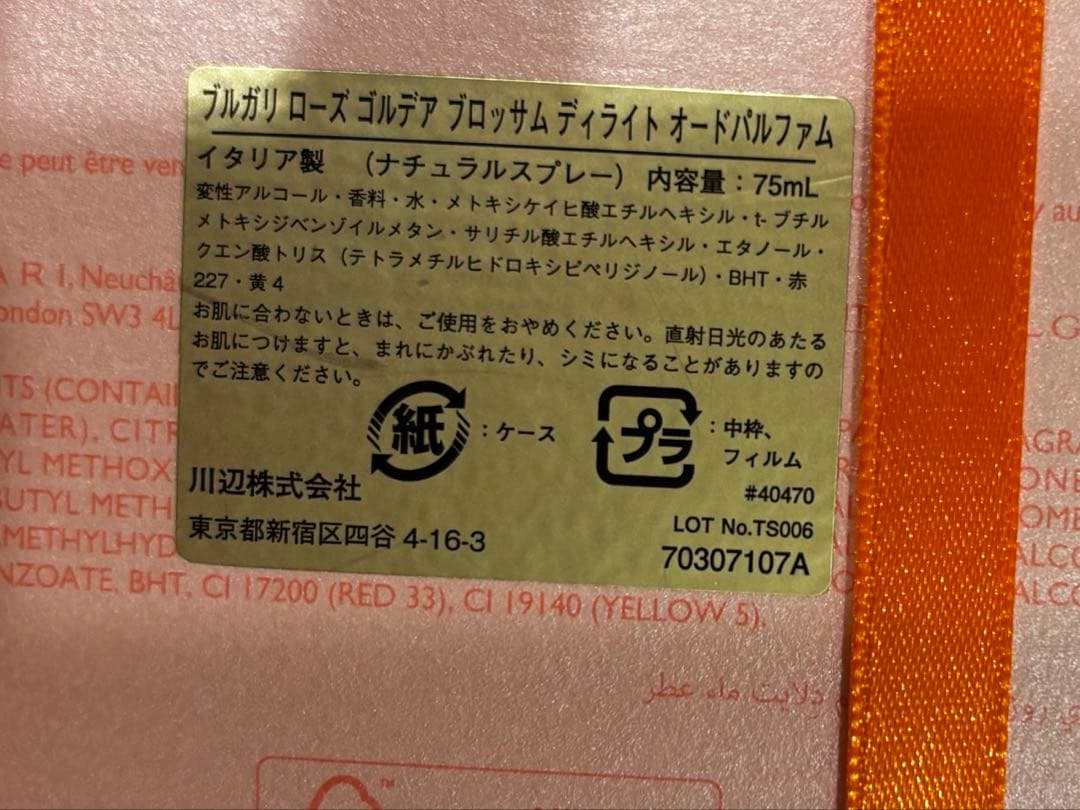 ブルガリ ローズ ゴルデア ブロッサム ディライト オードパルファム
イタリア製 (ナチュラルスプレー) 内容量:75mL
変性アルコール・香料・水・メトキシケイヒ酸エチルヘキシル・t-ブチル
メトキシジベンゾイルメタン・サリチル酸エチルヘキシル・エタノール・
クエン酸トリス(テトラメチルヒドロキシピペリジノール)・BHT・赤
227・黄4
お肌に合わないときは、ご使用をおやめください。直射日光のあたる
お肌につけますと、まれにかぶれたり、シミになることがありますの
でご注意ください。
紙:ケース
プラ:中枠、
フィルム
川辺株式会社
東京都新宿区四谷 4-16-3
#40470
LOT No.TS006
70307107A
e peut être ven
A R I, Neuchâ
ondon SW3 4L
TS (CONTAI
ATER), CITR
YL METHOX
BUTYL METH
METHYLHYD
NZOATE, BHT, CI 17200 (RED 33), CI 19140 (YELLOW 5).
دلايت ماء عطر
y au
L G
AGRA
ONE
OME
ALCO
ALCO
TM